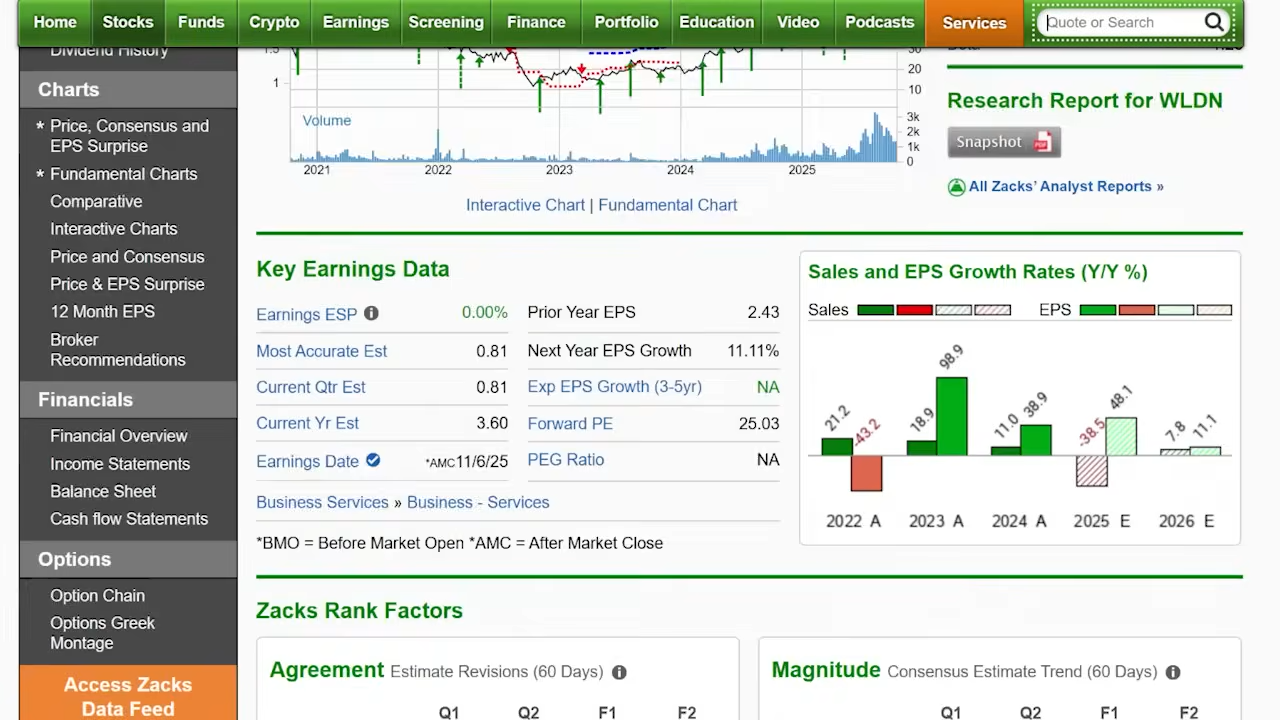 Home Stocks Funds Crypto Earnings Screening Finance Portfolio Education Video Podcasts Services Quote or Search
Dividend History
Charts
* Price, Consensus and
EPS Surprise
* Fundamental Charts
Comparative
Interactive Charts
Price and Consensus
Price & EPS Surprise
12 Month EPS
Broker
Recommendations
Financials
Financial Overview
Income Statements
Balance Sheet
Cash flow Statements
Options
Option Chain
Options Greek
Montage
Access Zacks
Data Feed
1
20
10
Volume
3k
2k
1k
0
2021 2022 2023 2024 2025
Interactive Chart | Fundamental Chart
Research Report for WLDN
Snapshot PDF
All Zacks' Analyst Reports »
Key Earnings Data
Earnings ESP 0.00% Prior Year EPS 2.43
Most Accurate Est 0.81 Next Year EPS Growth 11.11%
Current Qtr Est 0.81 Exp EPS Growth (3-5yr) NA
Current Yr Est 3.60 Forward PE 25.03
Earnings Date *AMC11/6/25 PEG Ratio NA
Business Services » Business - Services
*BMO = Before Market Open *AMC = After Market Close
Sales and EPS Growth Rates (Y/Y %)
Sales EPS
21.2 -43.2 18.9 98.9 11.0 38.9 -38.5 48.1 7.8 11.1
2022 A 2023 A 2024 A 2025 E 2026 E
Zacks Rank Factors
Agreement Estimate Revisions (60 Days)
Q1 Q2 F1 F2
Magnitude Consensus Estimate Trend (60 Days)
Q1 Q2 F1 F2